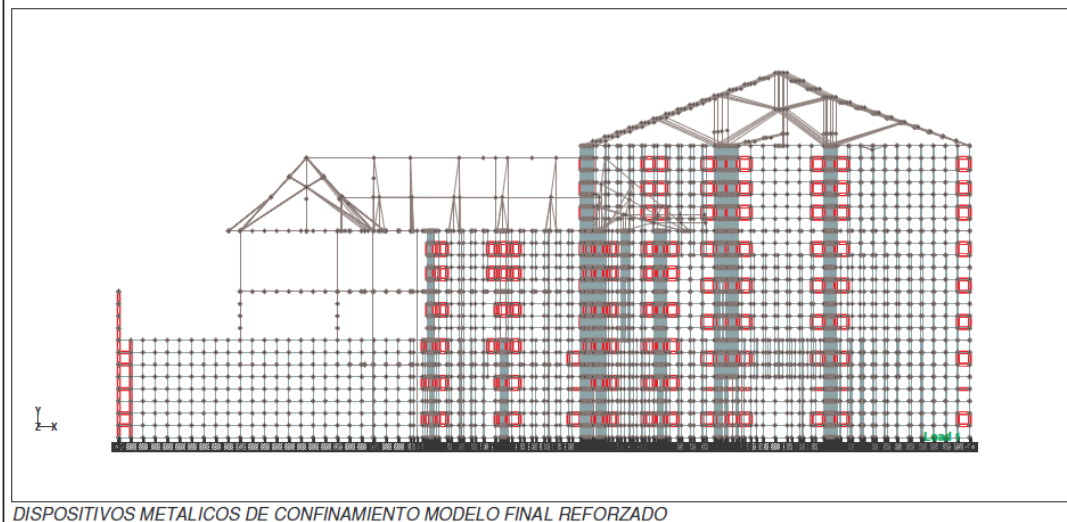 Y
Z X
Load 1
DISPOSITIVOS METALICOS DE CONFINAMIENTO MODELO FINAL REFORZADO